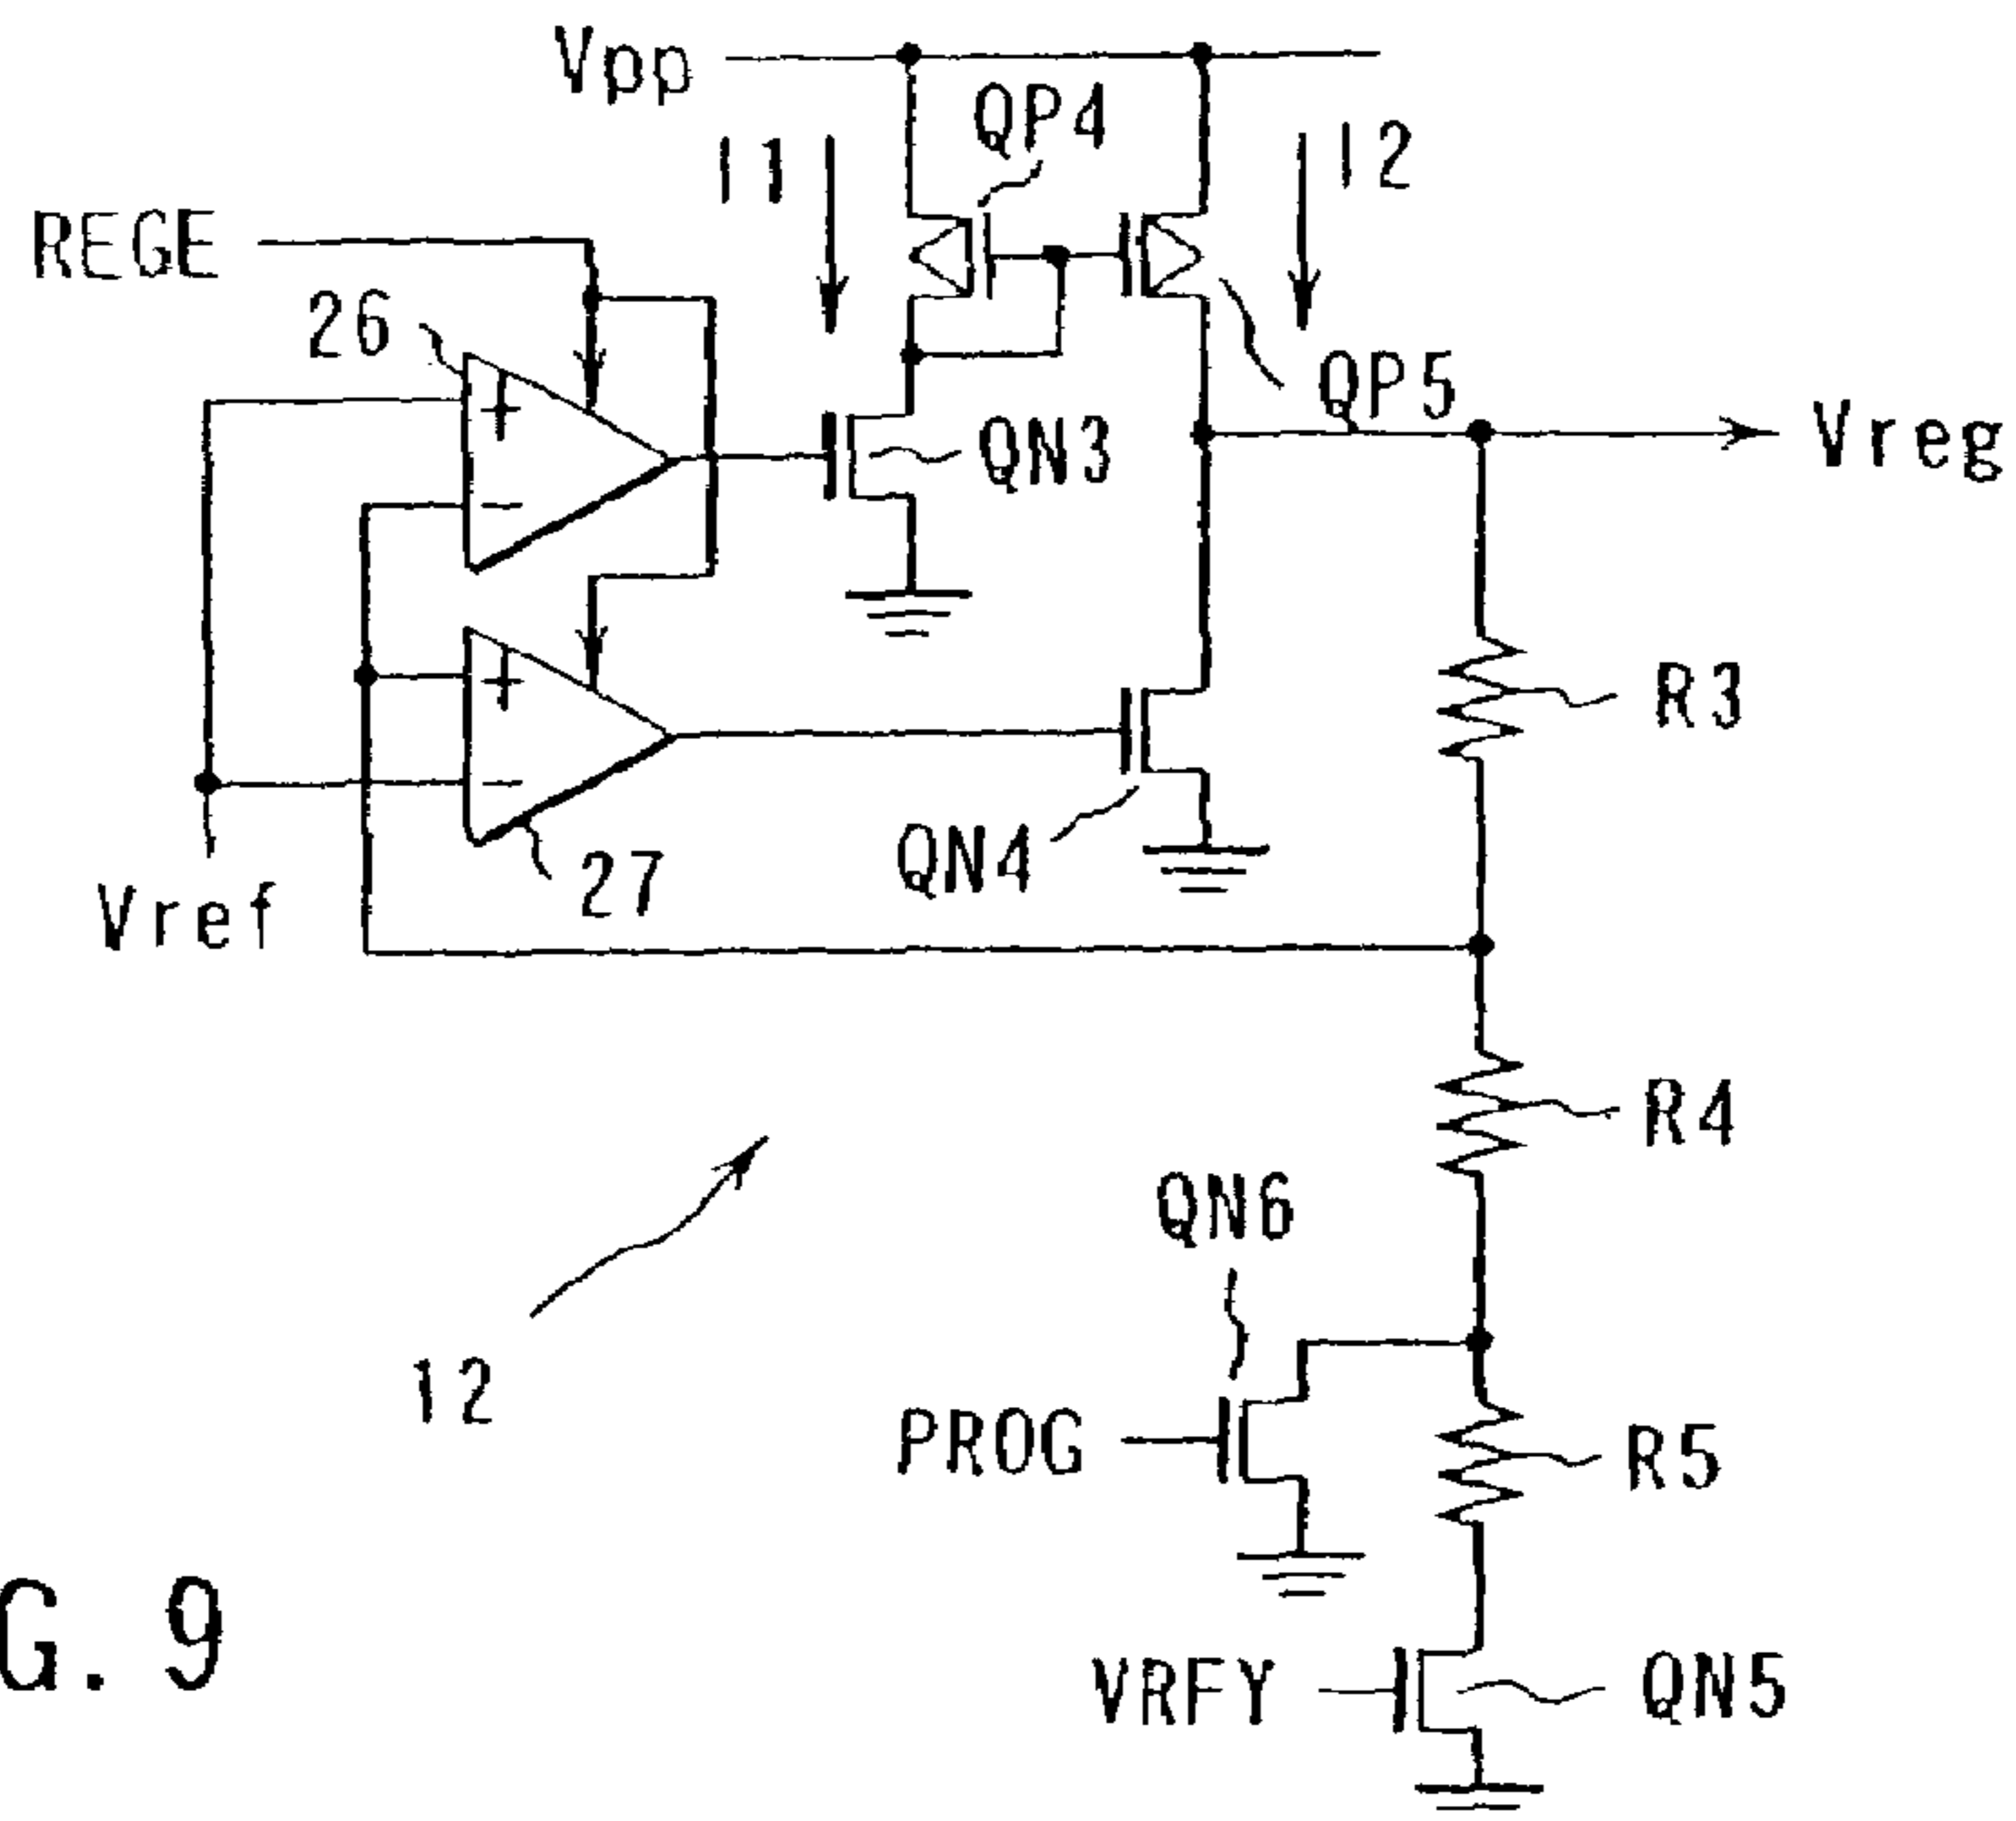 Vpp
QP4
I1
I2
REGE
26
QP5
QN3
Vreg
R3
QN4
27
Vref
R4
QN6
12
PROG
R5
G. 9
VRFY
QN5